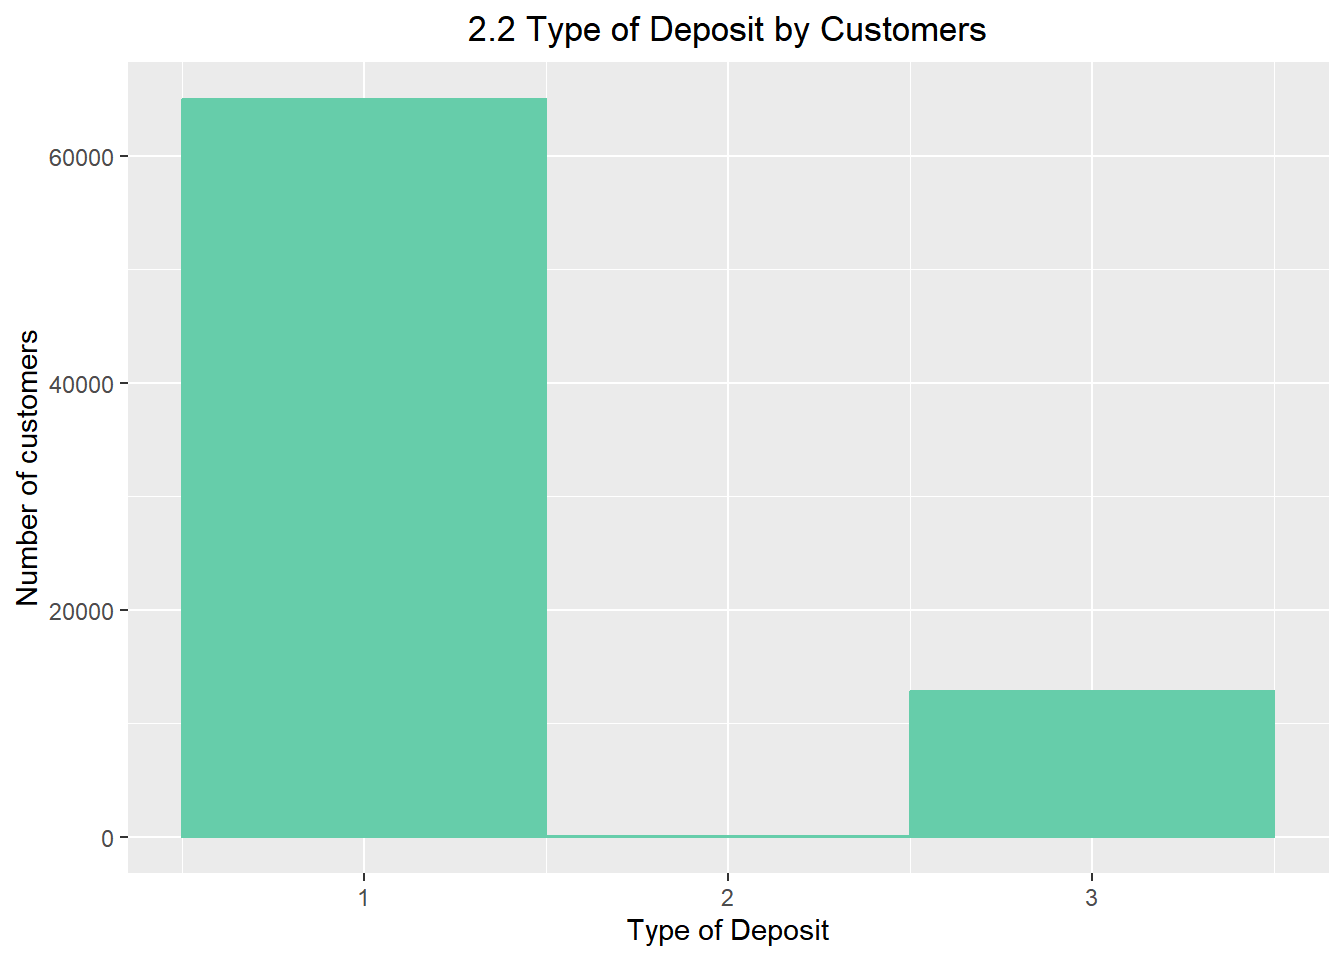 2.2 Type of Deposit by Customers
Number of customers
60000
40000
20000
0
1 2 3
Type of Deposit